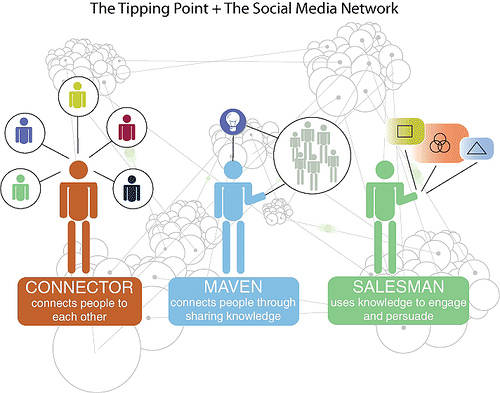 The Tipping Point + The Social Media Network
CONNECTOR
connects people to
each other
MAVEN
connects people through
sharing knowledge
SALESMAN
uses knowledge to engage
and persuade